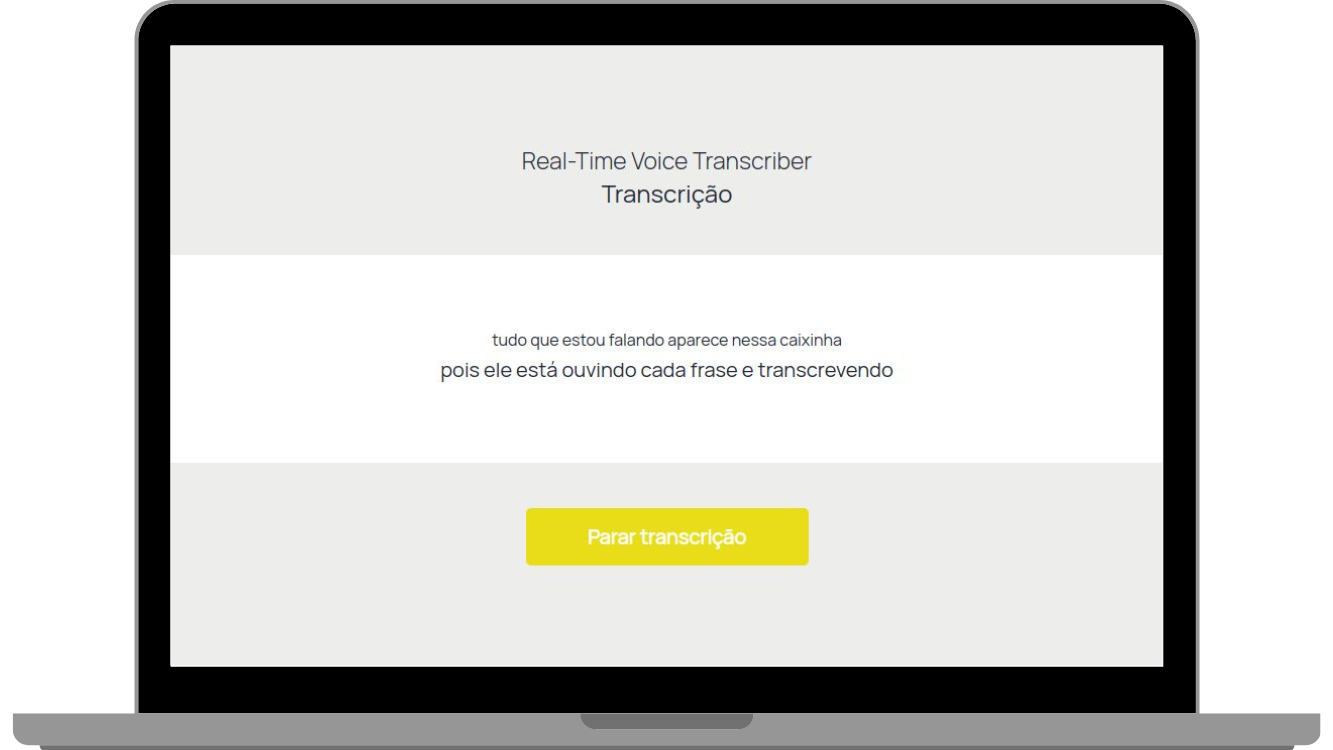 Real-Time Voice Transcriber
Transcrição
tudo que estou falando aparece nessa caixinha
pois ele está ouvindo cada frase e transcrevendo
Parar transcrição